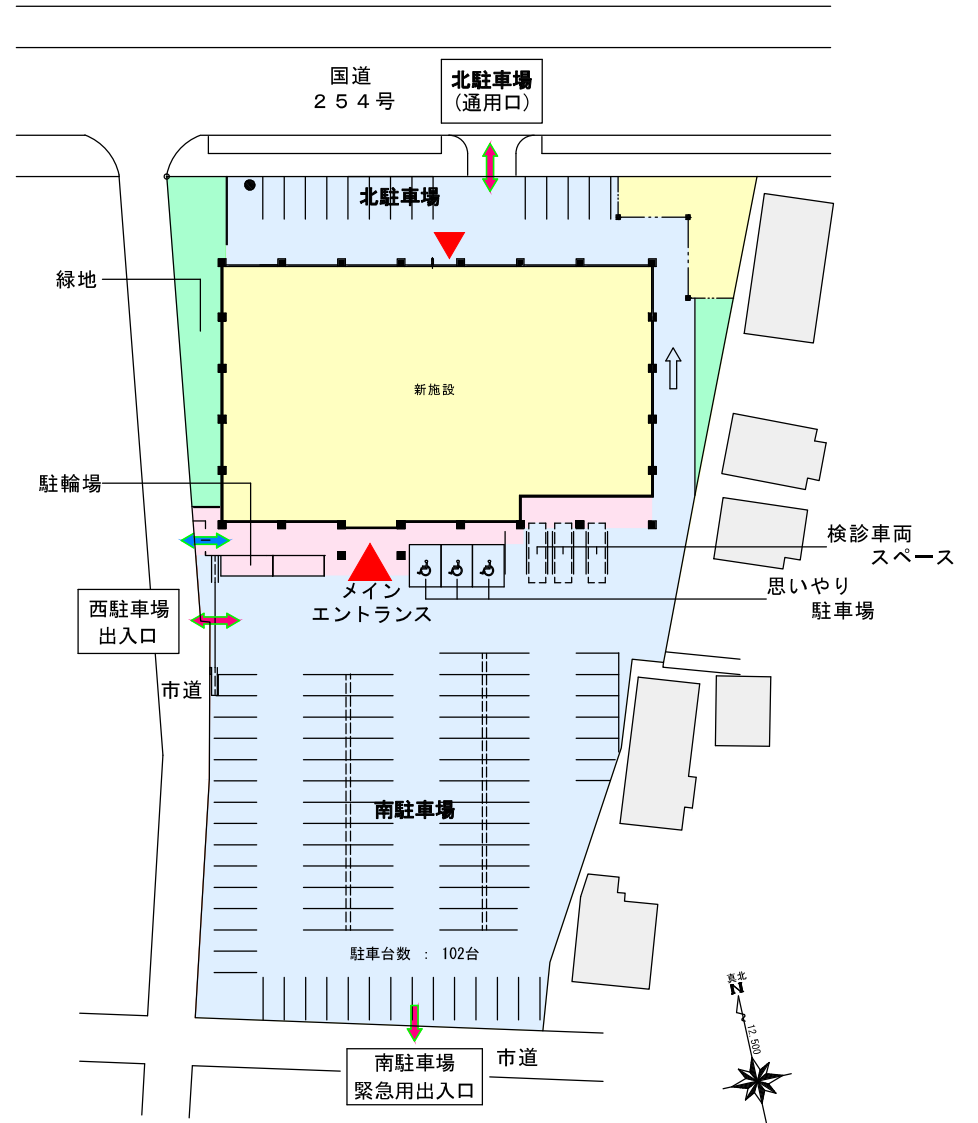 国道
２５４号
北駐車場
(通用口)
北駐車場
緑地
新施設
駐輪場
検診車両
スペース
思いやり
駐車場
メイン
エントランス
西駐車場
出入口
市道
南駐車場
駐車台数 ： 102台
真北
N
12.500
南駐車場
緊急用出入口
市道